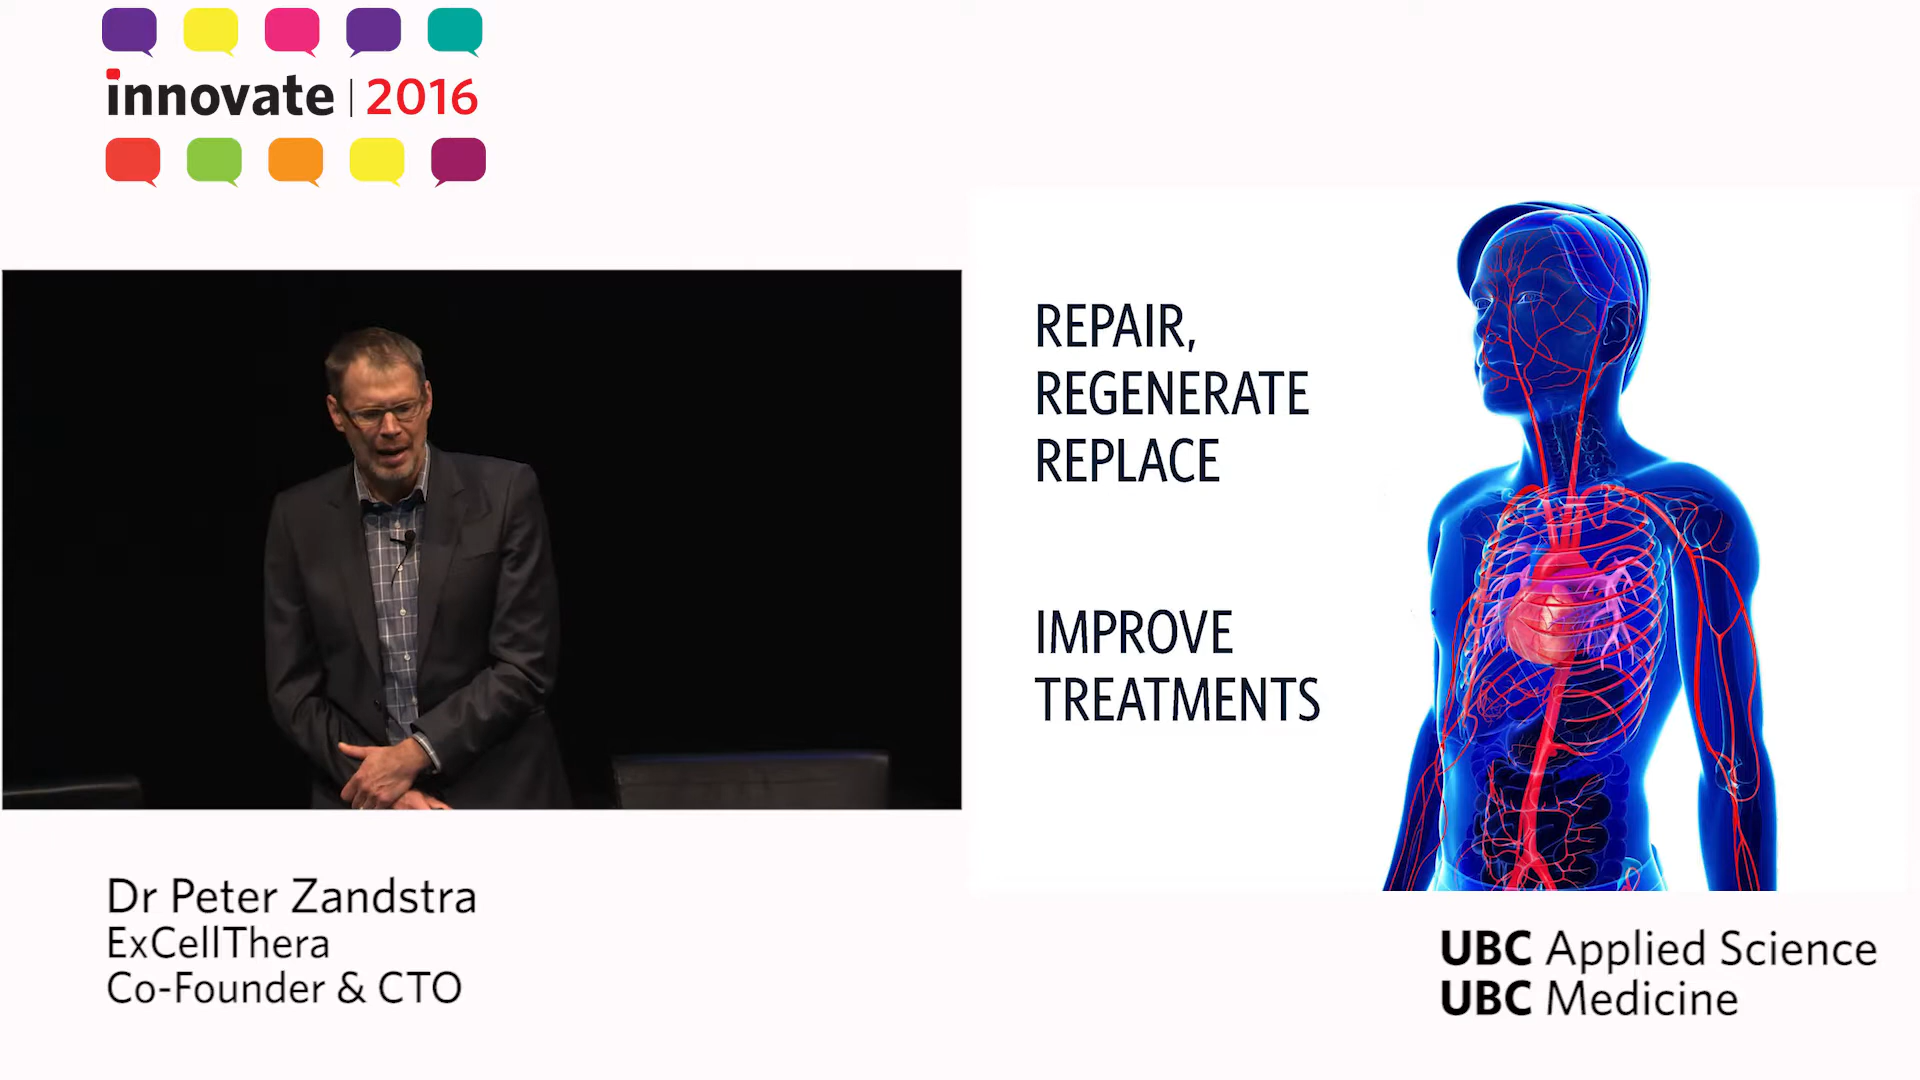 innovate | 2016
REPAIR,
REGENERATE
REPLACE
IMPROVE
TREATMENTS
Dr Peter Zandstra
ExCellThera
Co-Founder & CTO
UBC Applied Science
UBC Medicine